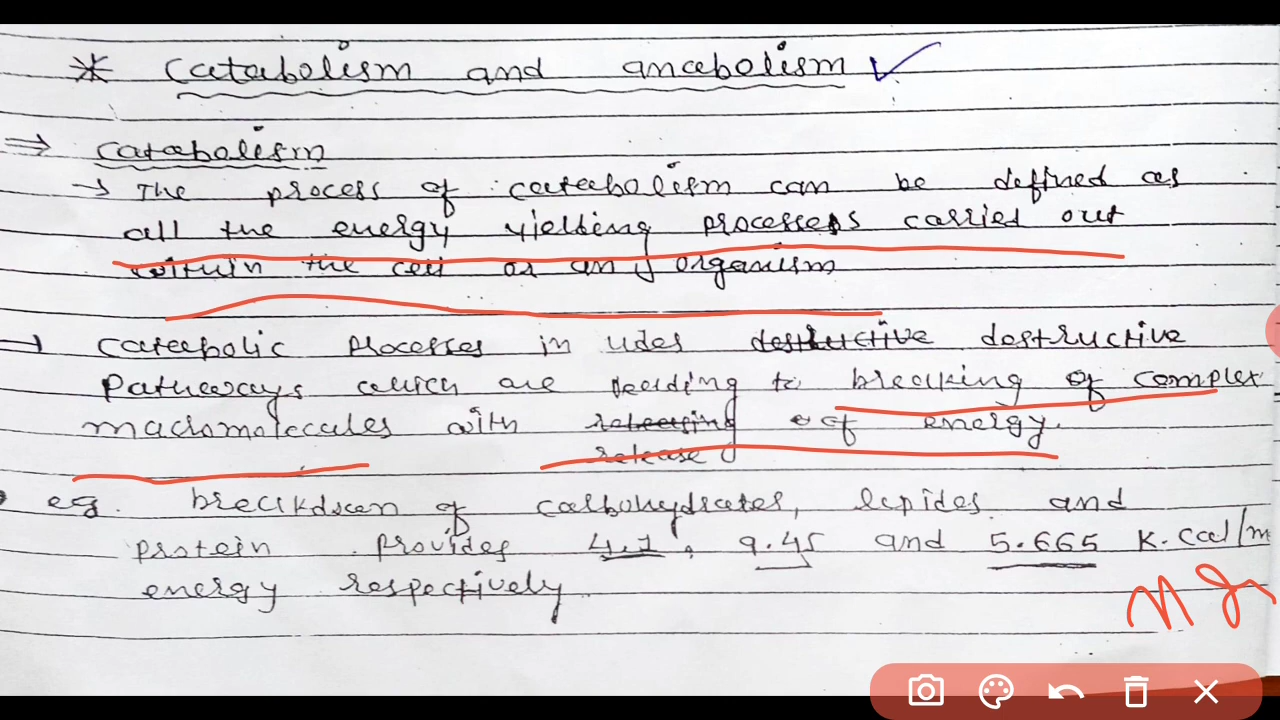 * Catabolism and anabolism ✓
⇒ Catabolism
→ The process of catabolism can be defined as
all the energy yielding processes carried out
within the cell or an organism
→ Catabolic processes in udes destructive destructive
Pathways which are leading to breaking of complex
macromolecules with releasing of energy.
release
eg. breakdown of carbohydrates, lipides and
protein provides 4.1, 9.45 and 5.665 K.cal/m
energy respectively